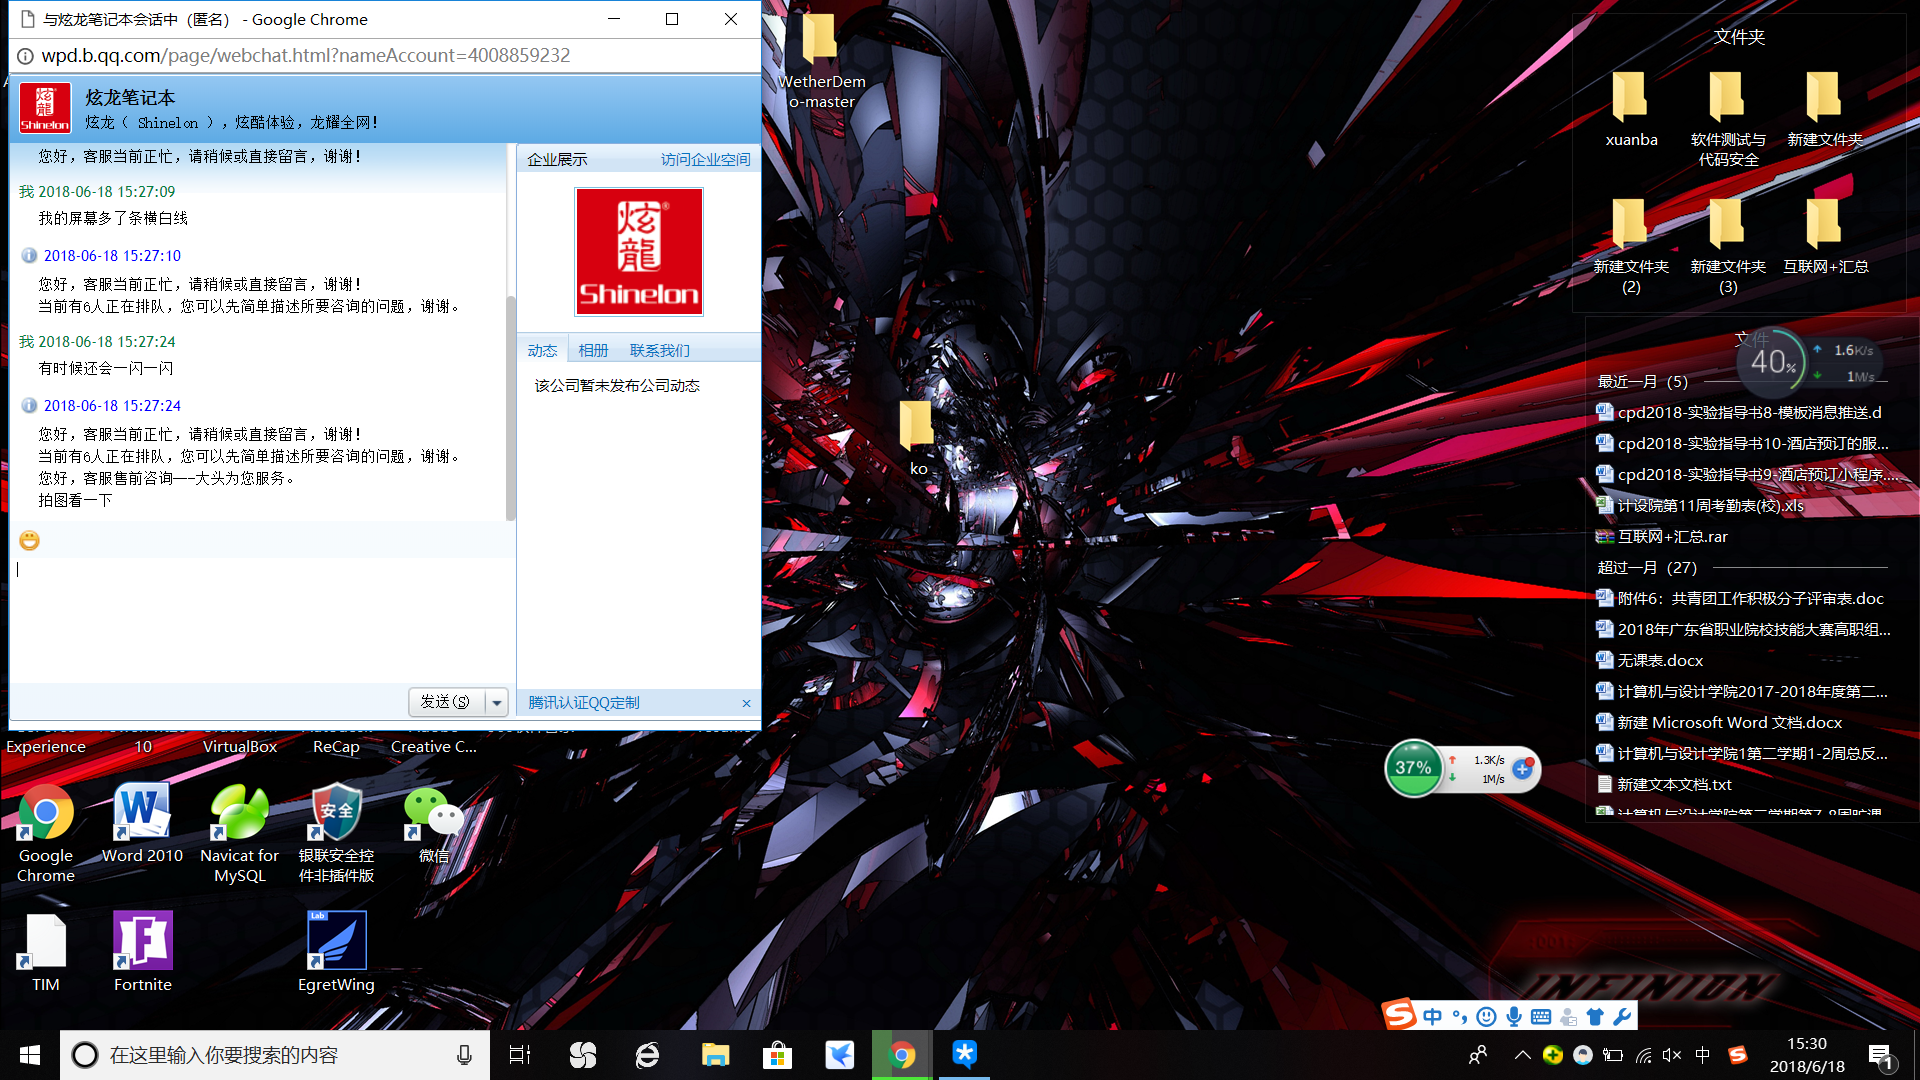 与炫龙笔记本会话中（匿名） - Google Chrome
wpd.b.qq.com/page/webchat.html?nameAccount=4008859232
炫龙笔记本
炫龙（ Shinelon ），炫酷体验，龙耀全网！
您好，客服当前正忙，请稍候或直接留言，谢谢！
我 2018-06-18 15:27:09
我的屏幕多了条横白线
2018-06-18 15:27:10
您好，客服当前正忙，请稍候或直接留言，谢谢！
当前有6人正在排队，您可以先简单描述所要咨询的问题，谢谢。
我 2018-06-18 15:27:24
有时候还会一闪一闪
2018-06-18 15:27:24
您好，客服当前正忙，请稍候或直接留言，谢谢！
当前有6人正在排队，您可以先简单描述所要咨询的问题，谢谢。
您好，客服售前咨询——大头为您服务。
拍图看一下
发送(S)
企业展示
访问企业空间
炫龍
Shinelon
动态
相册
联系我们
该公司暂未发布公司动态
腾讯认证QQ定制
×
WetherDem
o-master
ko
文件夹
xuanba
软件测试与
代码安全
新建文件夹
新建文件夹
(2)
新建文件夹
(3)
互联网+汇总
文件
40%
1.6K/s
1M/s
最近一月 (5)
cpd2018-实验指导书8-模板消息推送.d
cpd2018-实验指导书10-酒店预订的服...
cpd2018-实验指导书9-酒店预订小程序....
计设院第11周考勤表(校).xls
互联网+汇总.rar
超过一月 (27)
附件6：共青团工作积极分子评审表.doc
2018年广东省职业院校技能大赛高职组...
无课表.docx
计算机与设计学院2017-2018年度第二...
新建 Microsoft Word 文档.docx
计算机与设计学院1第二学期1-2周总反...
新建文本文档.txt
37%
1.3K/s
1M/s
Experience
10
VirtualBox
ReCap
Creative C...
Google
Chrome
Word 2010
Navicat for
MySQL
安全
银联安全控
件非插件版
微信
TIM
Fortnite
Lab
EgretWing
INFINION
中
在这里输入你要搜索的内容
中
15:30
2018/6/18
1